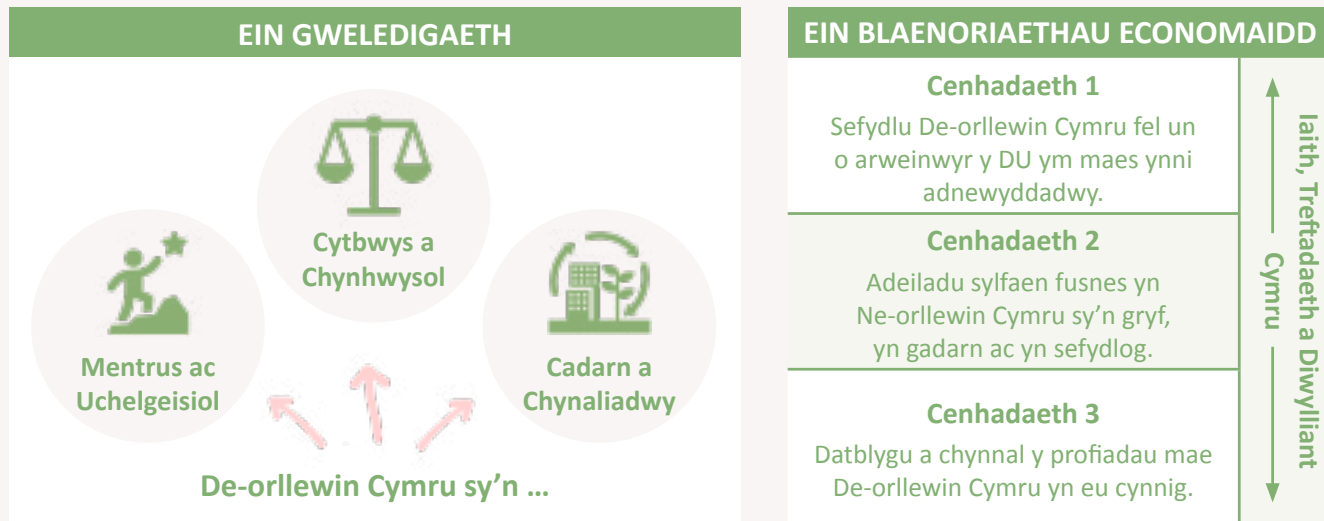 EIN GWELEDIGAETH
Cytbwys a
Chynhwysol
Mentrus ac
Uchelgeisiol
Cadarn a
Chynaliadwy
De-orllewin Cymru sy’n ...
EIN BLAENORIAETHAU ECONOMAIDD
Cenhadaeth 1
Sefydlu De-orllewin Cymru fel un
o arweinwyr y DU ym maes ynni
adnewyddadwy.
Cenhadaeth 2
Adeiladu sylfaen fusnes yn
Ne-orllewin Cymru sy’n gryf,
yn gadarn ac yn sefydlog.
Cenhadaeth 3
Datblygu a chynnal y profiadau mae
De-orllewin Cymru yn eu cynnig.
Iaith, Treftadaeth a Diwylliant
Cymru